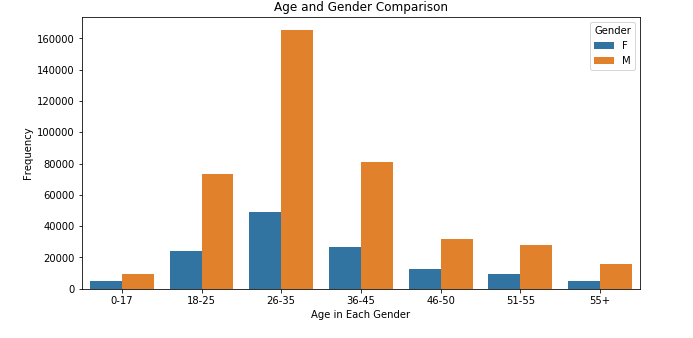 Age and Gender Comparison
Gender
F
M
160000
140000
120000
100000
80000
60000
40000
20000
0
Frequency
0-17 18-25 26-35 36-45 46-50 51-55 55+
Age in Each Gender